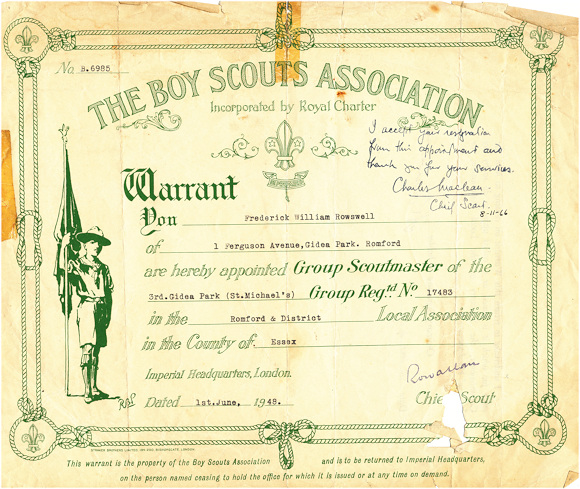 No B.6985
THE BOY SCOUTS ASSOCIATION
Incorporated by Royal Charter
I accept your resignation
from this appointment and
thank you for your services.
Charles Maclean.
Chief Scout.
8-11-66
BE PREPARED
Warrant
You Frederick William Rowswell
of 1 Ferguson Avenue,Gidea Park. Romford
are hereby appointed Group Scoutmaster of the
3rd.Gidea Park (St.Michael's) Group Regtd. No 17483
in the Romford & District Local Association
in the County of Essex
Imperial Headquarters, London.
Rowallan
Dated 1st.June, 1948. Chief Scout
This warrant is the property of the Boy Scouts Association and is to be returned to Imperial Headquarters,
on the person named ceasing to hold the office for which it is issued or at any time on demand.